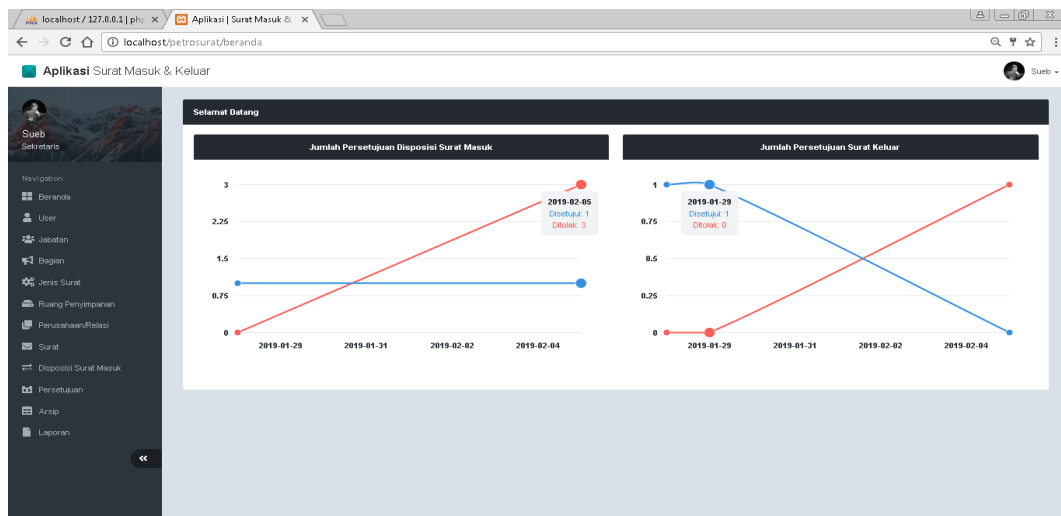 localhost / 127.0.0.1 | ph
Aplikasi | Surat Masuk &
localhost/petrosurat/beranda
Aplikasi Surat Masuk & Keluar
Sueb
Sueb
Sekretaris
Navigation
Beranda
User
Jabatan
Bagian
Jenis Surat
Ruang Penyimpanan
Perusahaan/Relasi
Surat
Disposisi Surat Masuk
Persetujuan
Arsip
Laporan
Selamat Datang
Jumlah Persetujuan Disposisi Surat Masuk
3
2.25
1.5
0.75
0
2019-01-29 2019-01-31 2019-02-02 2019-02-04
2019-02-05
Disetujui: 1
Ditolak: 3
Jumlah Persetujuan Surat Keluar
1
0.75
0.5
0.25
0
2019-01-29 2019-01-31 2019-02-02 2019-02-04
2019-01-29
Disetujui: 1
Ditolak: 0